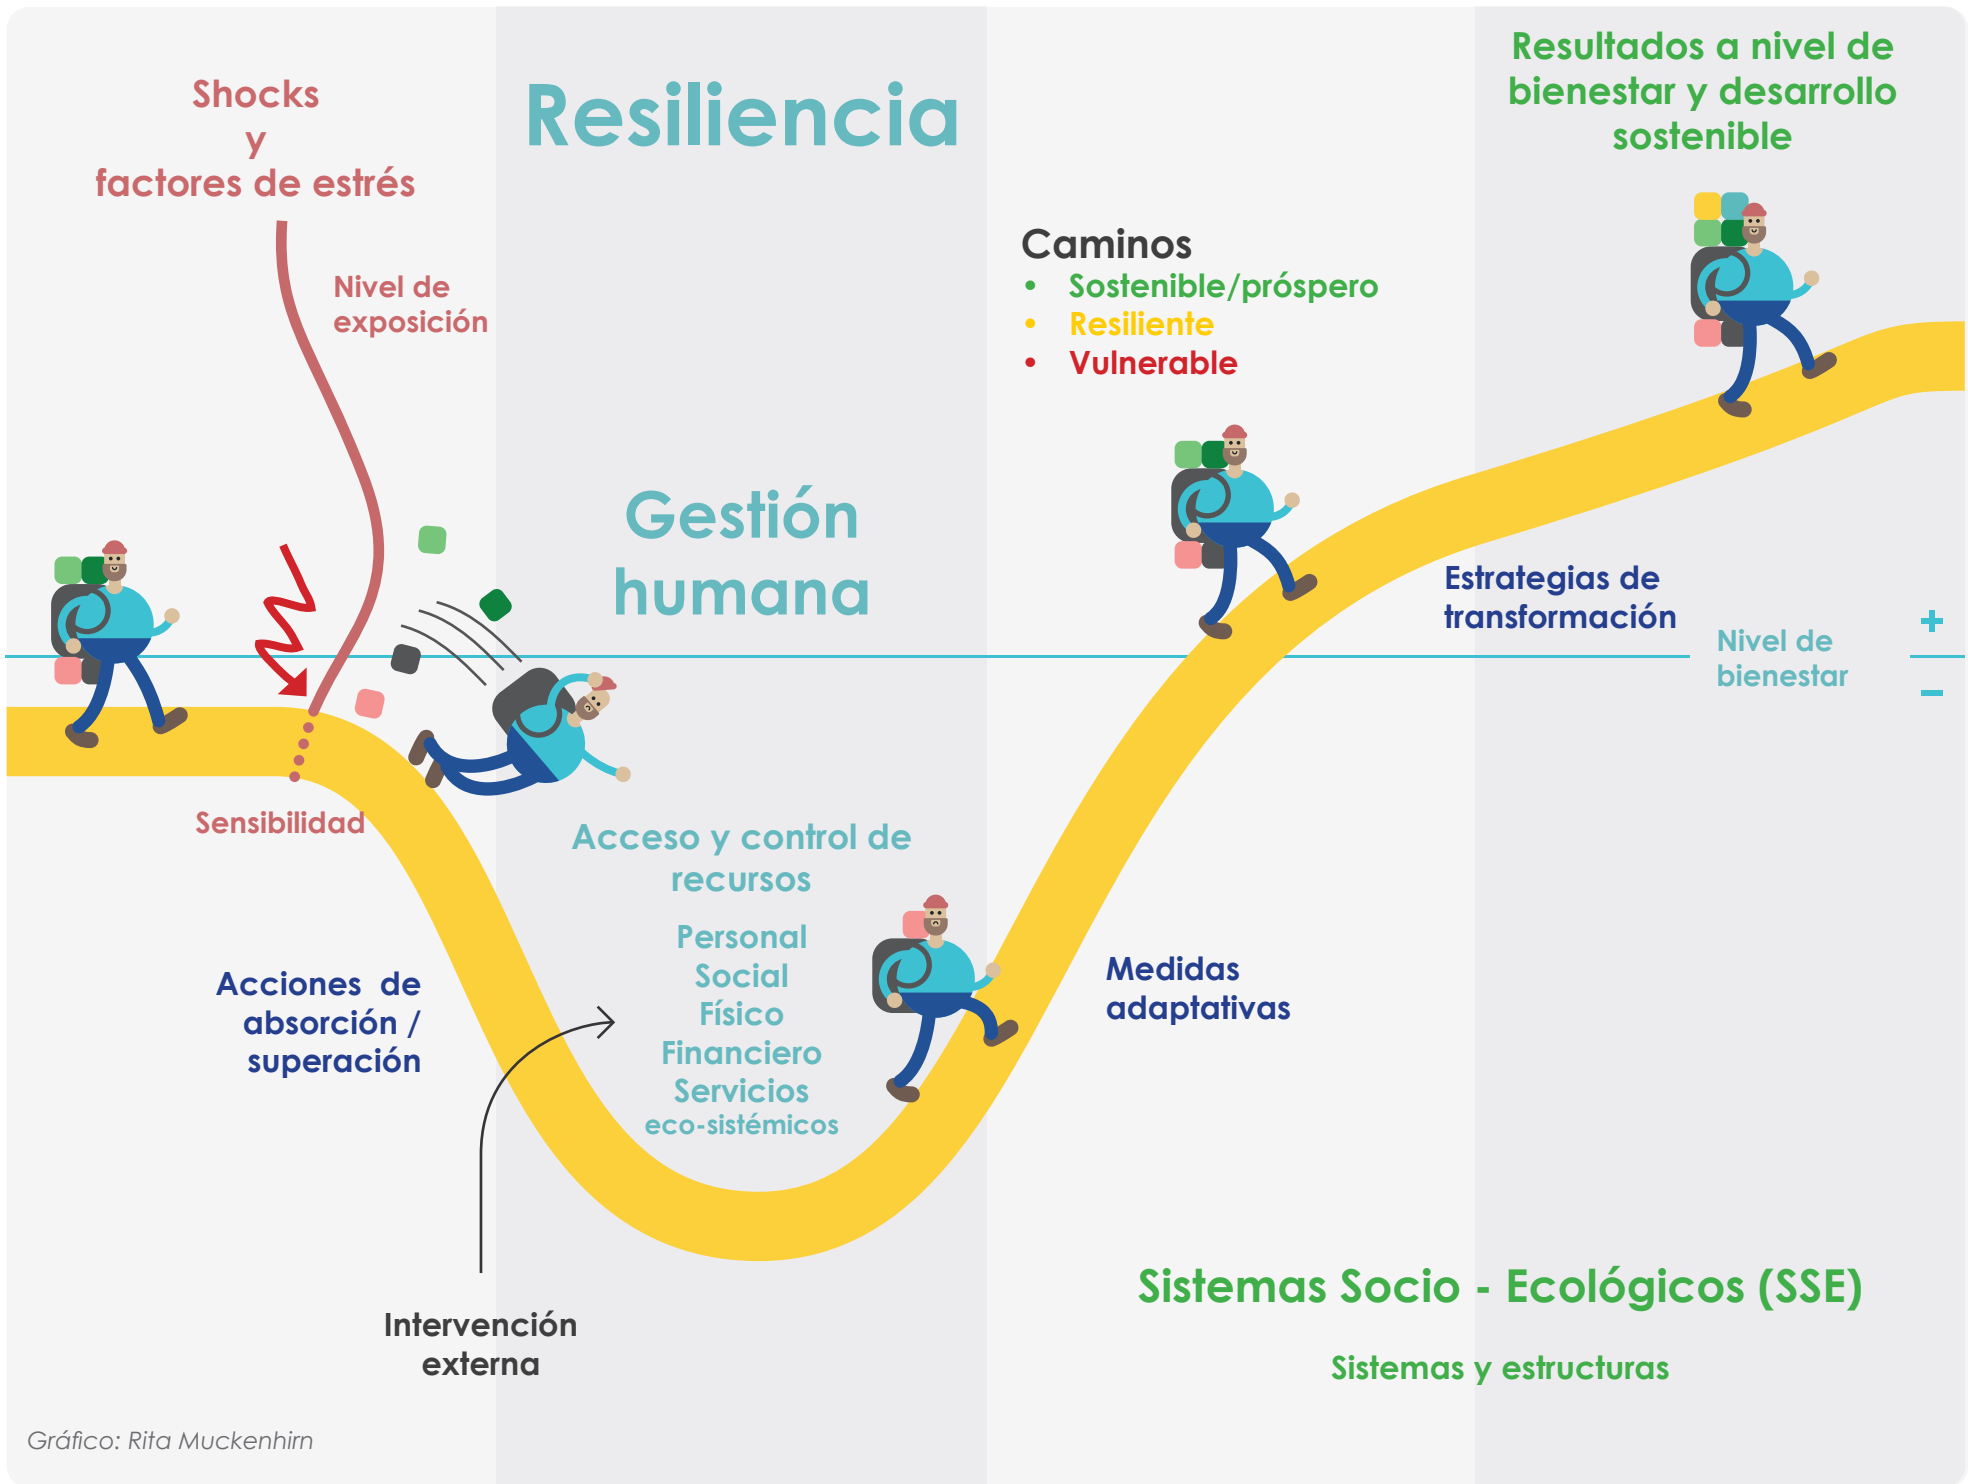 Shocks
y
factores de estrés
Nivel de
exposición
Sensibilidad
Acciones de
absorción /
superación
Intervención
externa
Resiliencia
Gestión
humana
Acceso y control de
recursos
Personal
Social
Físico
Financiero
Servicios
eco-sistémicos
Caminos
• Sostenible/próspero
• Resiliente
• Vulnerable
Medidas
adaptativas
Resultados a nivel de
bienestar y desarrollo
sostenible
Estrategias de
transformación
Nivel de
bienestar
+
−
Sistemas Socio - Ecológicos (SSE)
Sistemas y estructuras
Gráfico: Rita Muckenhirn